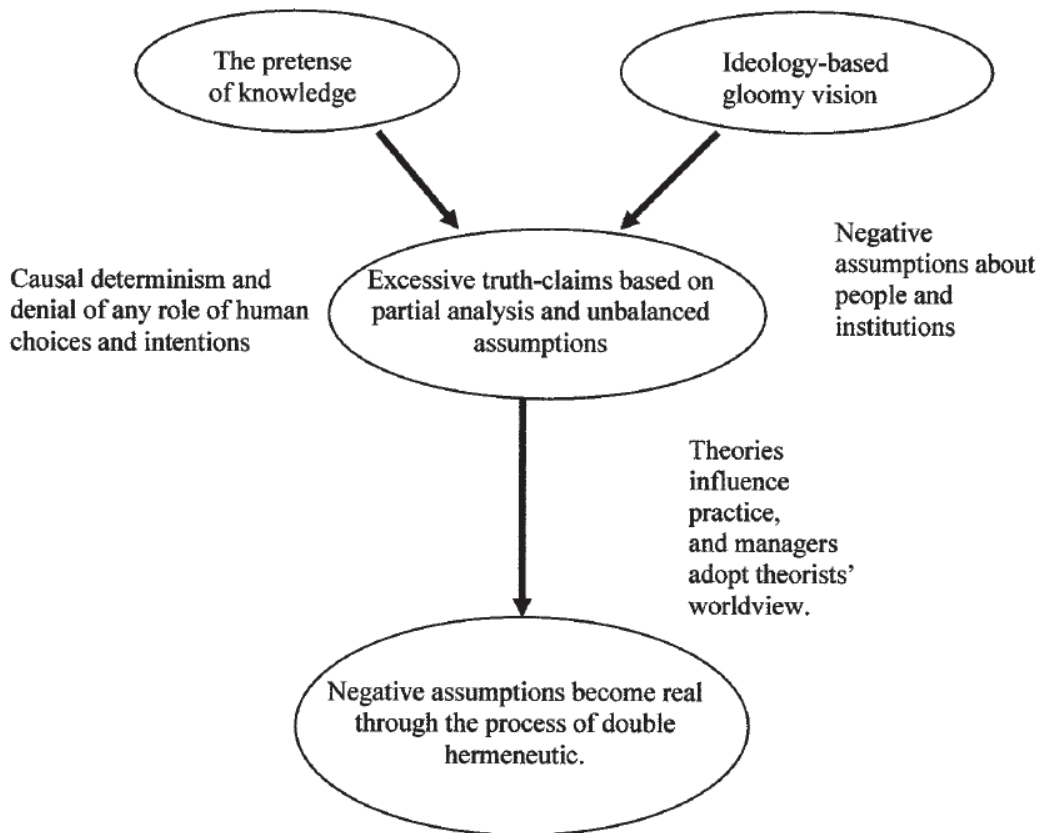 The pretense
of knowledge
Ideology-based
gloomy vision
Causal determinism and
denial of any role of human
choices and intentions
Excessive truth-claims based on
partial analysis and unbalanced
assumptions
Negative
assumptions about
people and
institutions
Theories
influence
practice,
and managers
adopt theorists’
worldview.
Negative assumptions become real
through the process of double
hermeneutic.